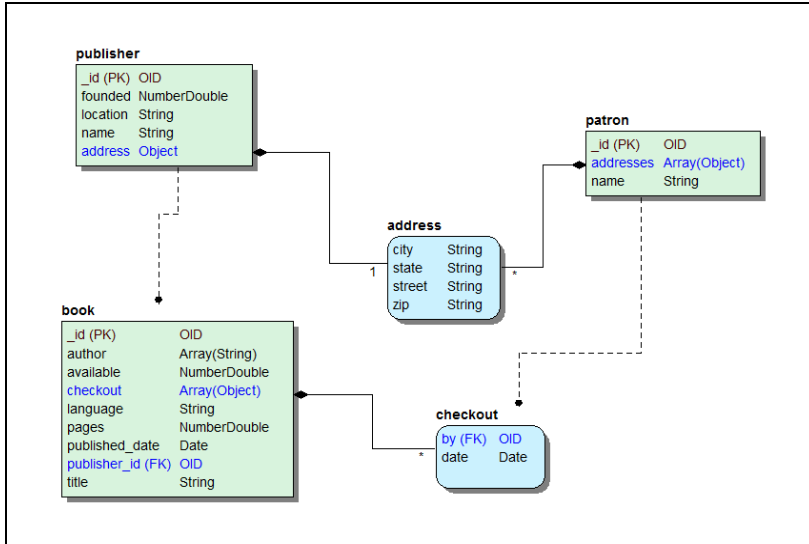 publisher
_id (PK) OID
founded NumberDouble
location String
name String
address Object
patron
_id (PK) OID
addresses Array(Object)
name String
address
city String
state String
street String
zip String
1
*
book
_id (PK) OID
author Array(String)
available NumberDouble
checkout Array(Object)
language String
pages NumberDouble
published_date Date
publisher_id (FK) OID
title String
checkout
by (FK) OID
date Date
*